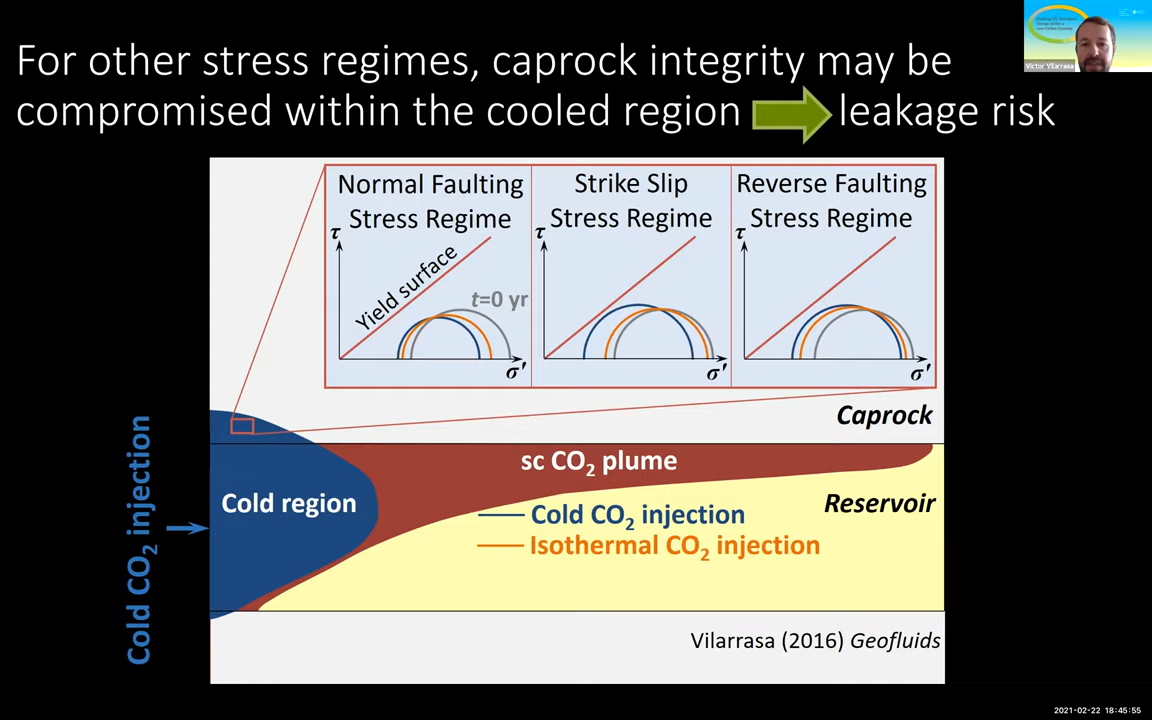 For other stress regimes, caprock integrity may be
compromised within the cooled region leakage risk
Victor Vilarrasa
Normal Faulting
Stress Regime
Strike Slip
Stress Regime
Reverse Faulting
Stress Regime
τ
Yield surface
t=0 yr
σ'
τ
σ'
τ
σ'
Caprock
sc CO₂ plume
Cold region
Reservoir
Cold CO₂ injection
Isothermal CO₂ injection
Cold CO₂ injection
Vilarrasa (2016) Geofluids
2021-02-22 18:45:55